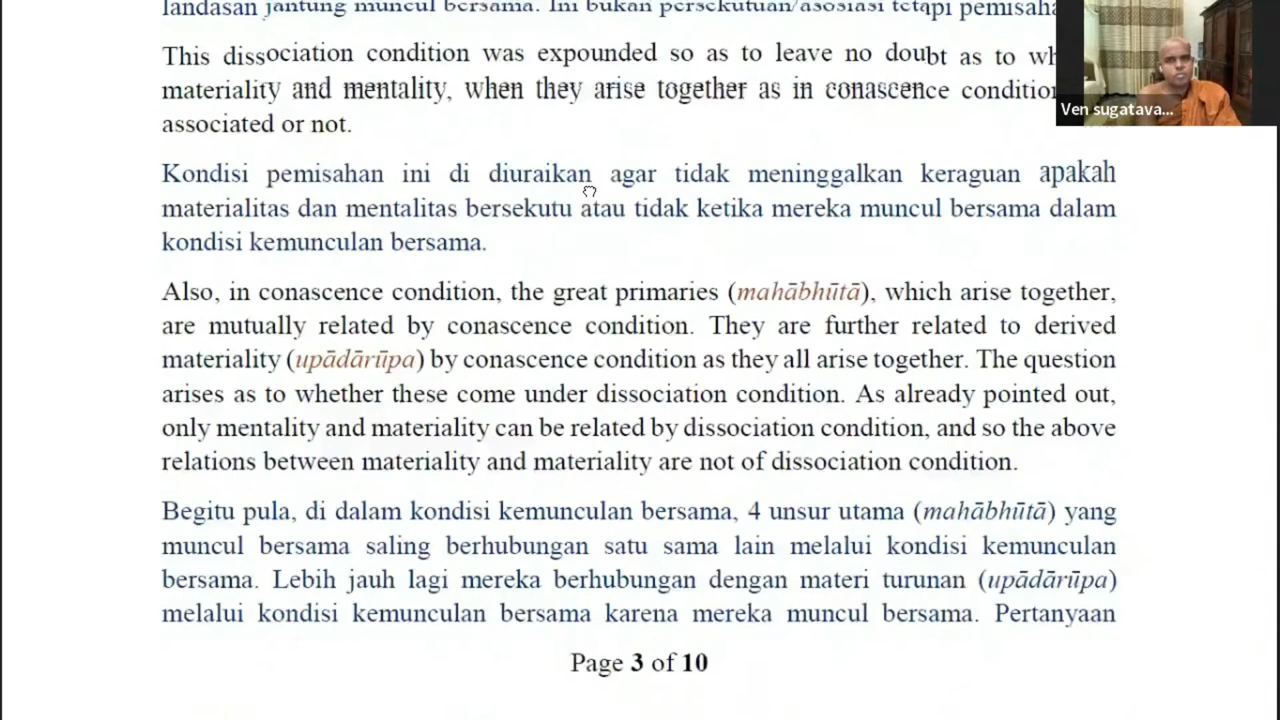 landasan jantung muncul bersama. Ini bukan persekutuan/asosiasi tetapi
This dissociation condition was expounded so as to leave no doubt as to
materiality and mentality, when they arise together as in conascence
associated or not.
Ven sugatava...
Kondisi pemisahan ini di diuraikan agar tidak meninggalkan keraguan apakah
materialitas dan mentalitas bersekutu atau tidak ketika mereka muncul bersama dalam
kondisi kemunculan bersama.
Also, in conascence condition, the great primaries (mahābhūtā), which arise together,
are mutually related by conascence condition. They are further related to derived
materiality (upādārūpa) by conascence condition as they all arise together. The question
arises as to whether these come under dissociation condition. As already pointed out,
only mentality and materiality can be related by dissociation condition, and so the above
relations between materiality and materiality are not of dissociation condition.
Begitu pula, di dalam kondisi kemunculan bersama, 4 unsur utama (mahābhūtā) yang
muncul bersama saling berhubungan satu sama lain melalui kondisi kemunculan
bersama. Lebih jauh lagi mereka berhubungan dengan materi turunan (upādārūpa)
melalui kondisi kemunculan bersama karena mereka muncul bersama. Pertanyaan
Page 3 of 10